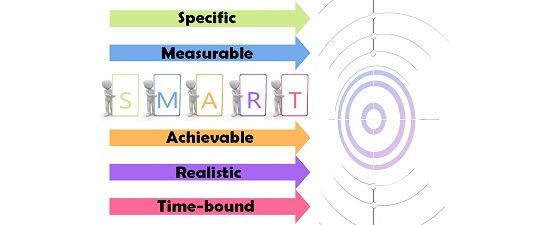 Specific
Measurable
S M A R T
Achievable
Realistic
Time-bound